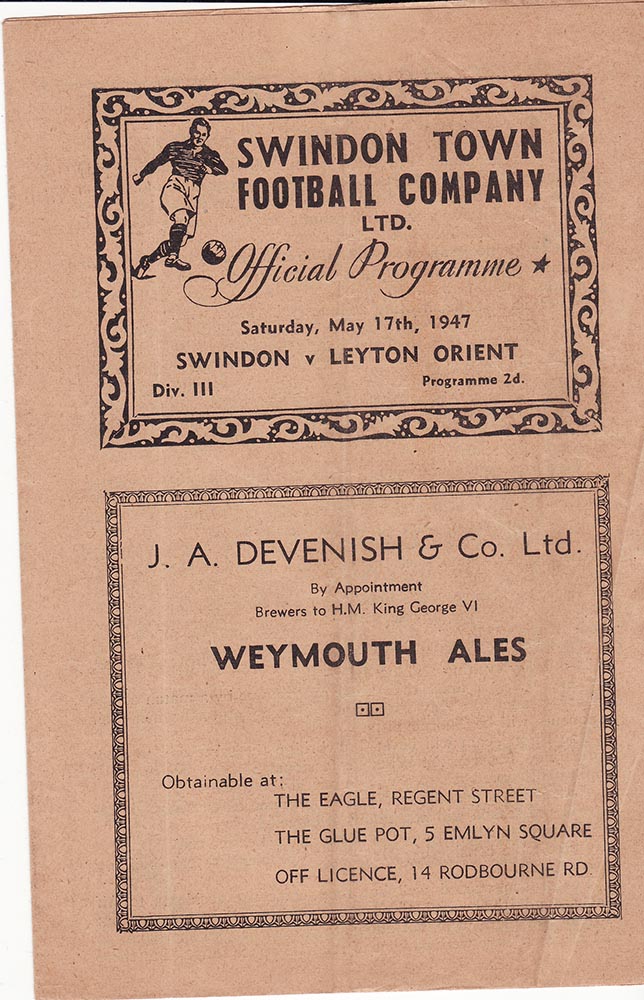 SWINDON TOWN
FOOTBALL COMPANY
LTD.
Official Programme ★
Saturday, May 17th, 1947
SWINDON v LEYTON ORIENT
Div. III
Programme 2d.
J. A. DEVENISH & Co. Ltd.
By Appointment
Brewers to H.M. King George VI
WEYMOUTH ALES
Obtainable at:
THE EAGLE, REGENT STREET
THE GLUE POT, 5 EMLYN SQUARE
OFF LICENCE, 14 RODBOURNE RD.